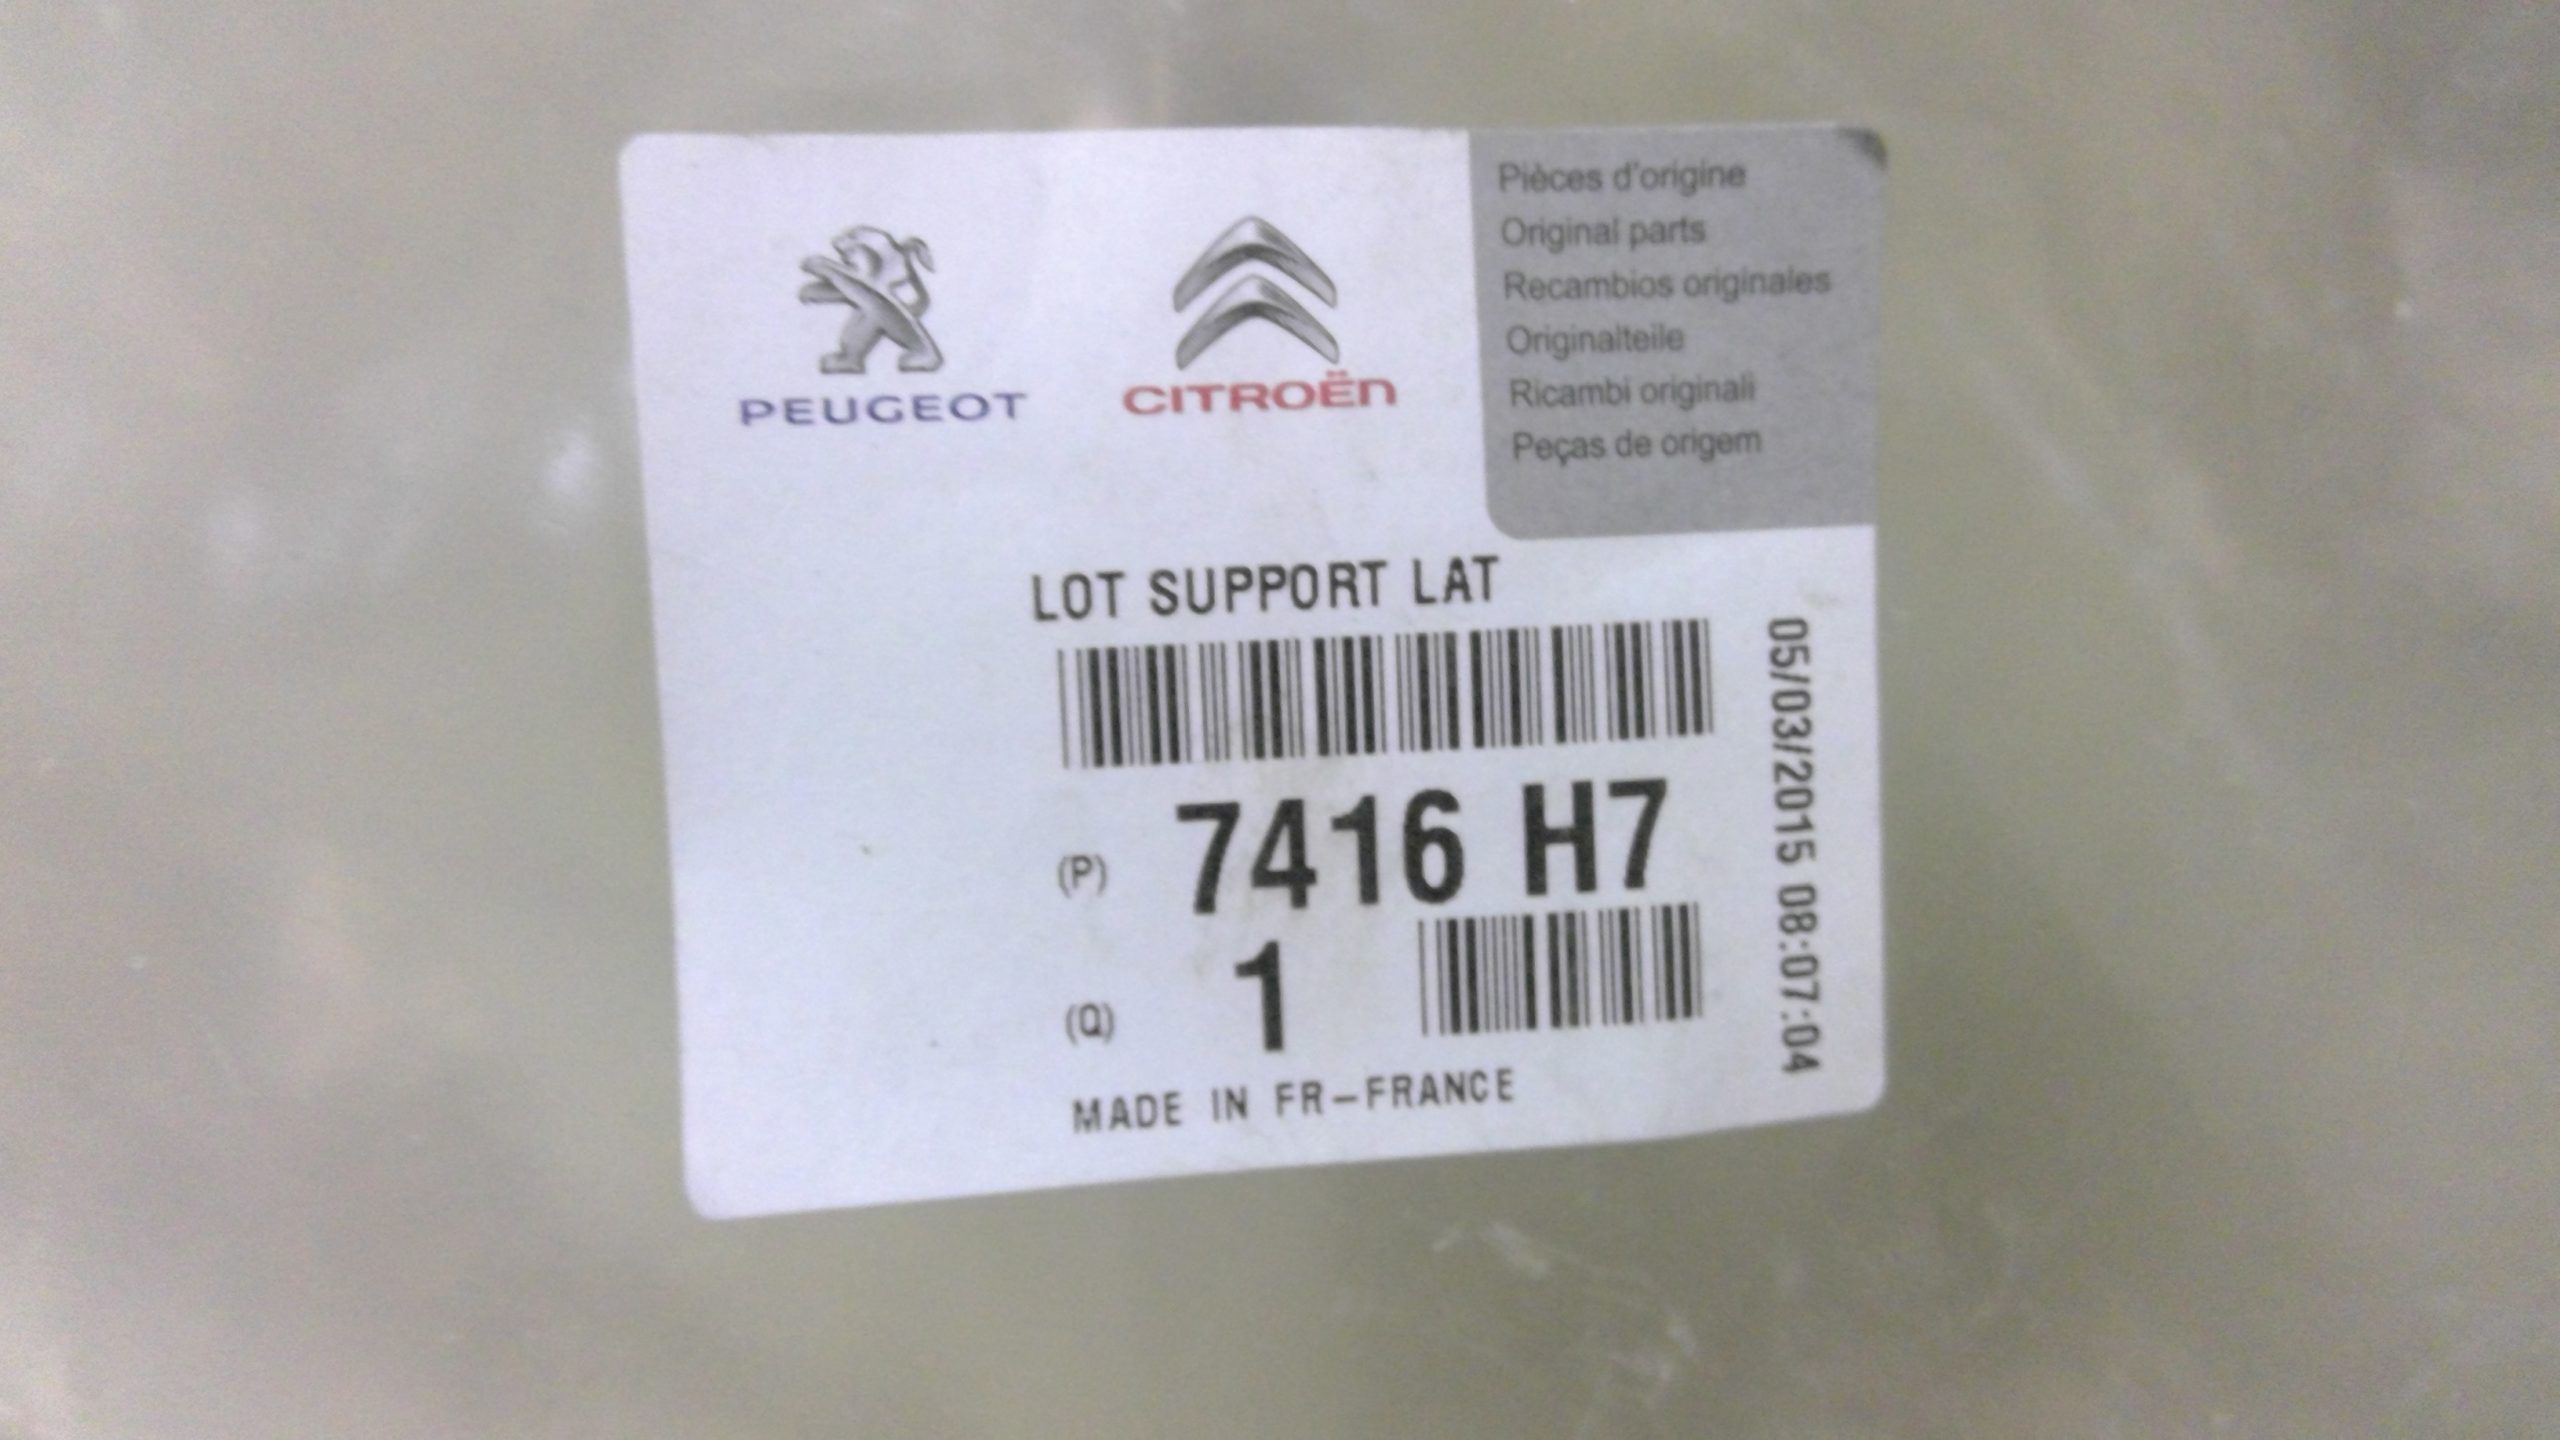 PEUGEOT
CITROËN
Pièces d'origine
Original parts
Recambios originales
Originalteile
Ricambi originali
Peças de origem
LOT SUPPORT LAT
(P) 7416 H7
(Q) 1
MADE IN FR-FRANCE
05/03/2015 08:07:04